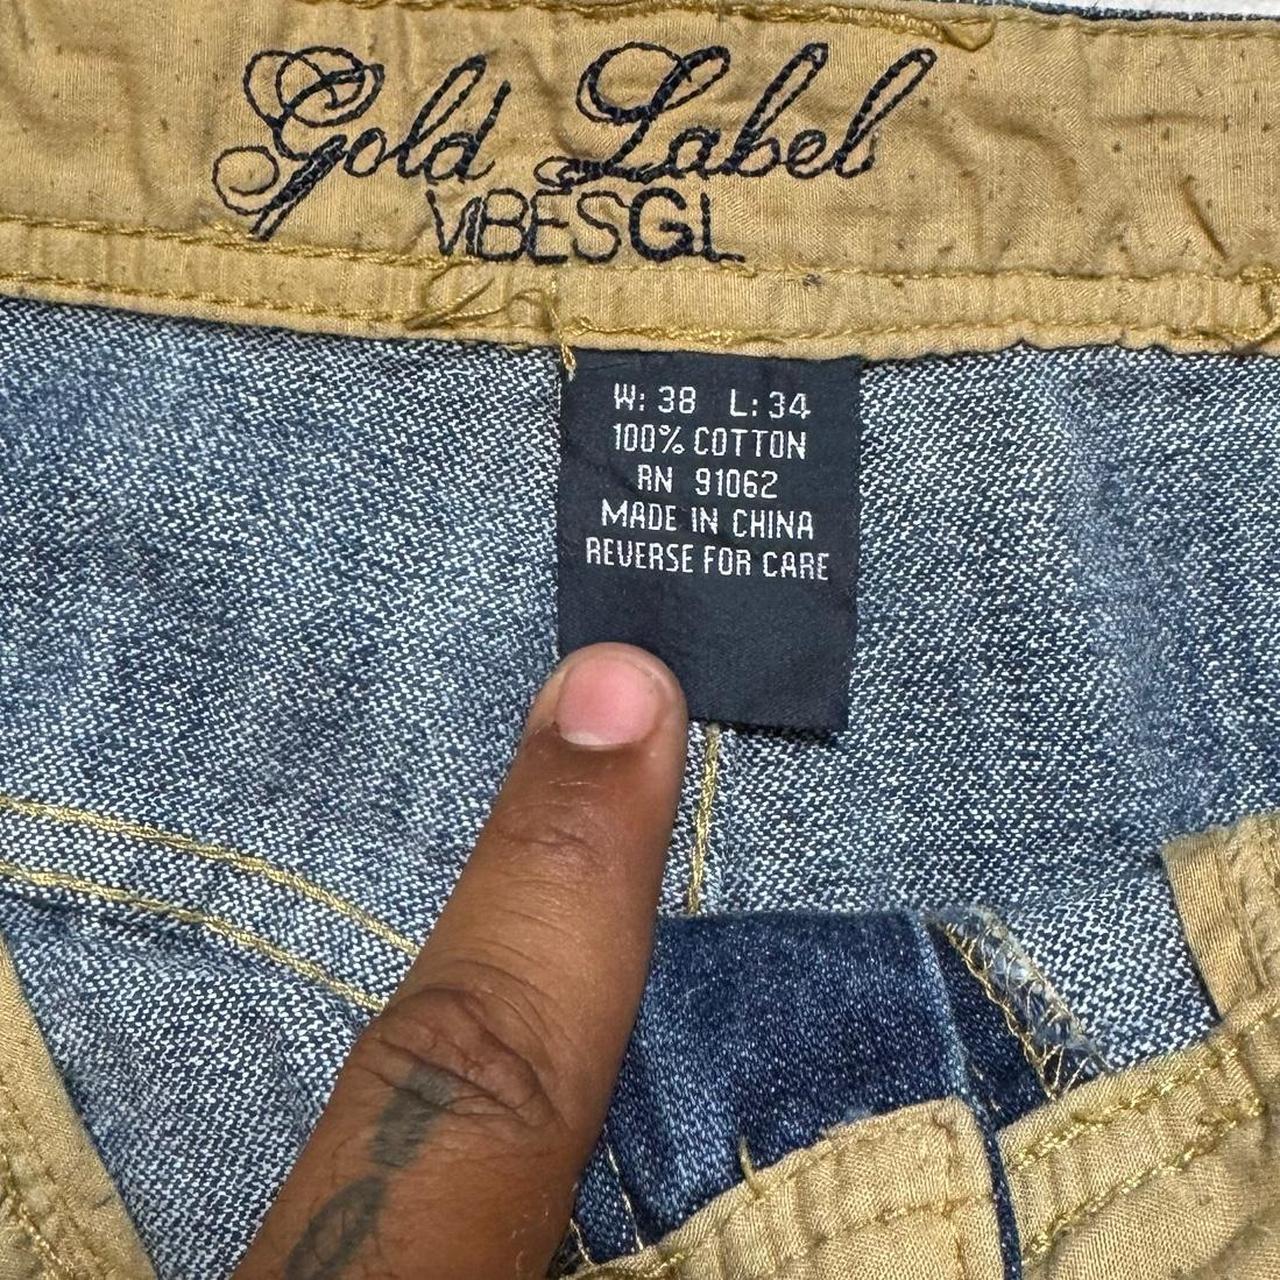 Gold Label
VIBESGL
W: 38 L: 34
100% COTTON
RN 91062
MADE IN CHINA
REVERSE FOR CARE